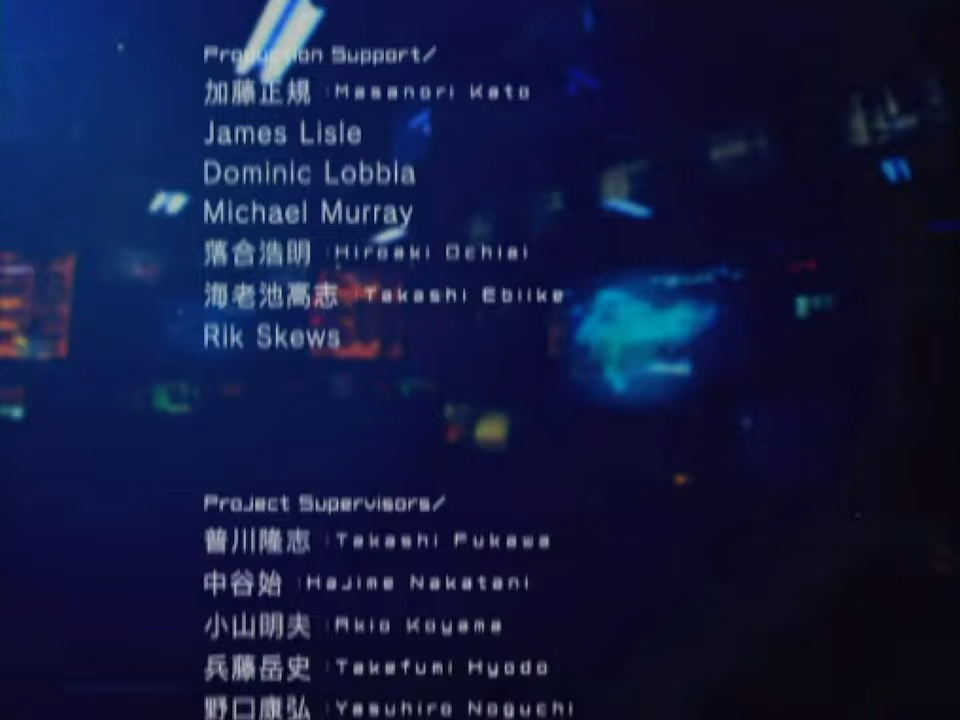 Production Support/
加藤正規 Masanori Kato
James Lisle
Dominic Lobbia
Michael Murray
落合浩明 Hiroaki Ochiai
海老池高志 Takashi Ebiike
Rik Skews
Project Supervisors/
普川隆志 Takashi Fukawa
中谷始 Hajime Nakatani
小山明夫 Akio Koyama
兵藤岳史 Takefumi Hyodo
野口康弘 Yasuhiro Noguchi